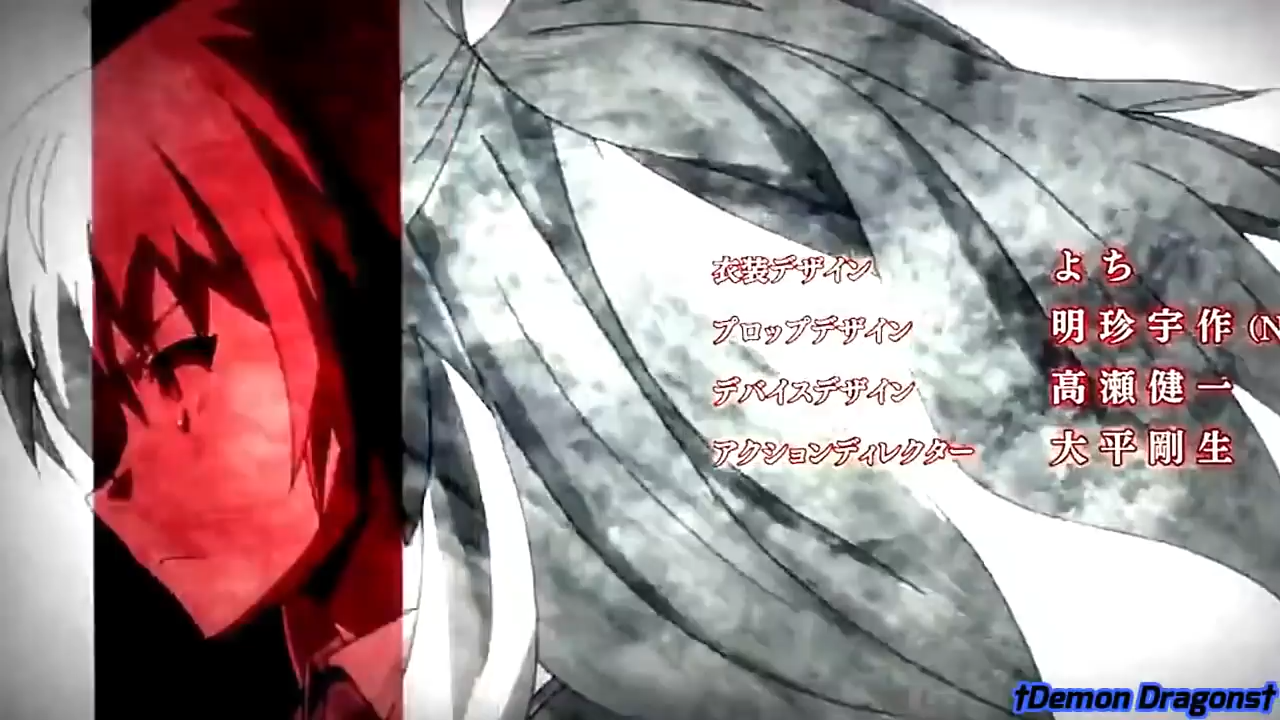 衣装デザイン よち
プロップデザイン 明珍宇作 (N
デバイスデザイン 高瀬健一
アクションディレクター 大平剛生
†Demon Dragons†